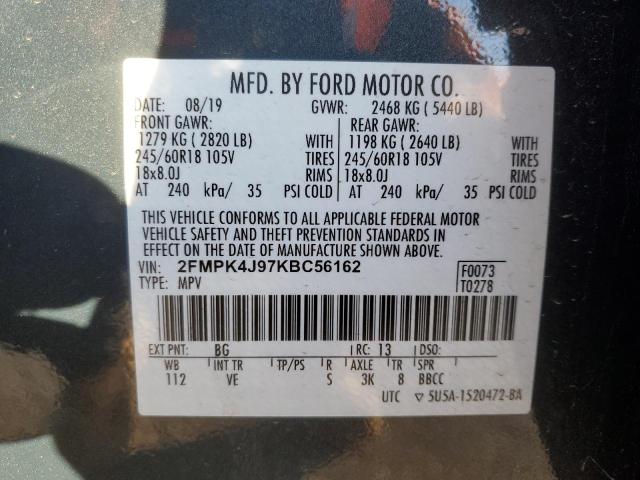 MFD. BY FORD MOTOR CO.
DATE: 08/19 GVWR: 2468 KG (5440 LB)
FRONT GAWR: REAR GAWR:
1279 KG (2820 LB) WITH 1198 KG (2640 LB) WITH
245/60R18 105V TIRES 245/60R18 105V TIRES
18x8.0J RIMS 18x8.0J RIMS
AT 240 kPa/ 35 PSI COLD AT 240 kPa/ 35 PSI COLD
THIS VEHICLE CONFORMS TO ALL APPLICABLE FEDERAL MOTOR
VEHICLE SAFETY AND THEFT PREVENTION STANDARDS IN
EFFECT ON THE DATE OF MANUFACTURE SHOWN ABOVE.
VIN: 2FMPK4J97KBC56162 F0073
TYPE: MPV T0278
EXT PNT: BG RC: 13 DSO:
WB INT TR TP/PS R AXLE TR SPR
112 VE S 3K 8 BBCC
UTC ▽ 5U5A-1520472-BA